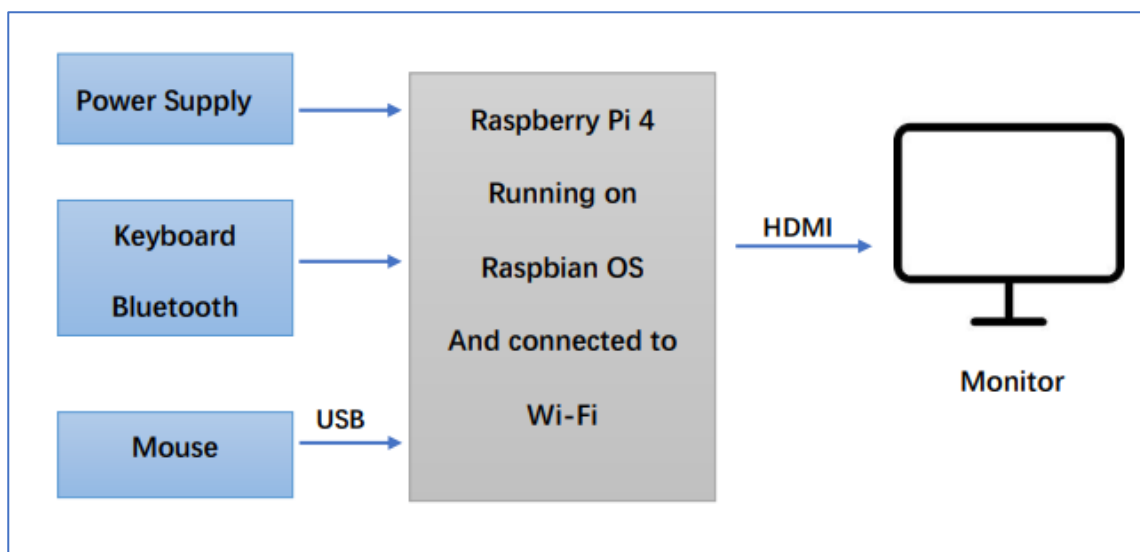 Power Supply
Keyboard
Bluetooth
Mouse
USB
Raspberry Pi 4
Running on
Raspbian OS
And connected to
Wi-Fi
HDMI
Monitor